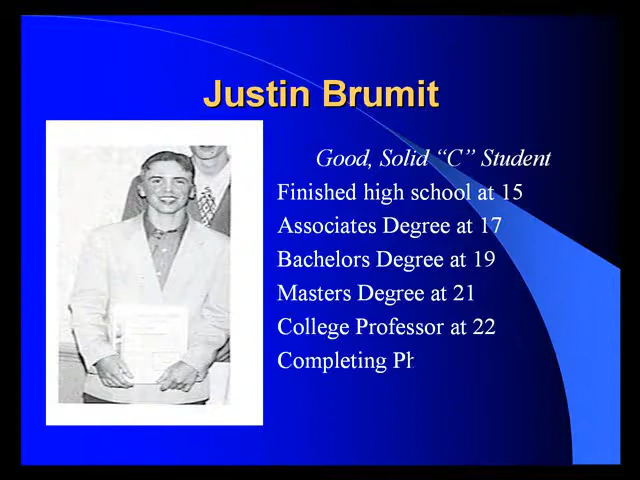 Justin Brumit
Good, Solid “C” Student
Finished high school at 15
Associates Degree at 17
Bachelors Degree at 19
Masters Degree at 21
College Professor at 22
Completing